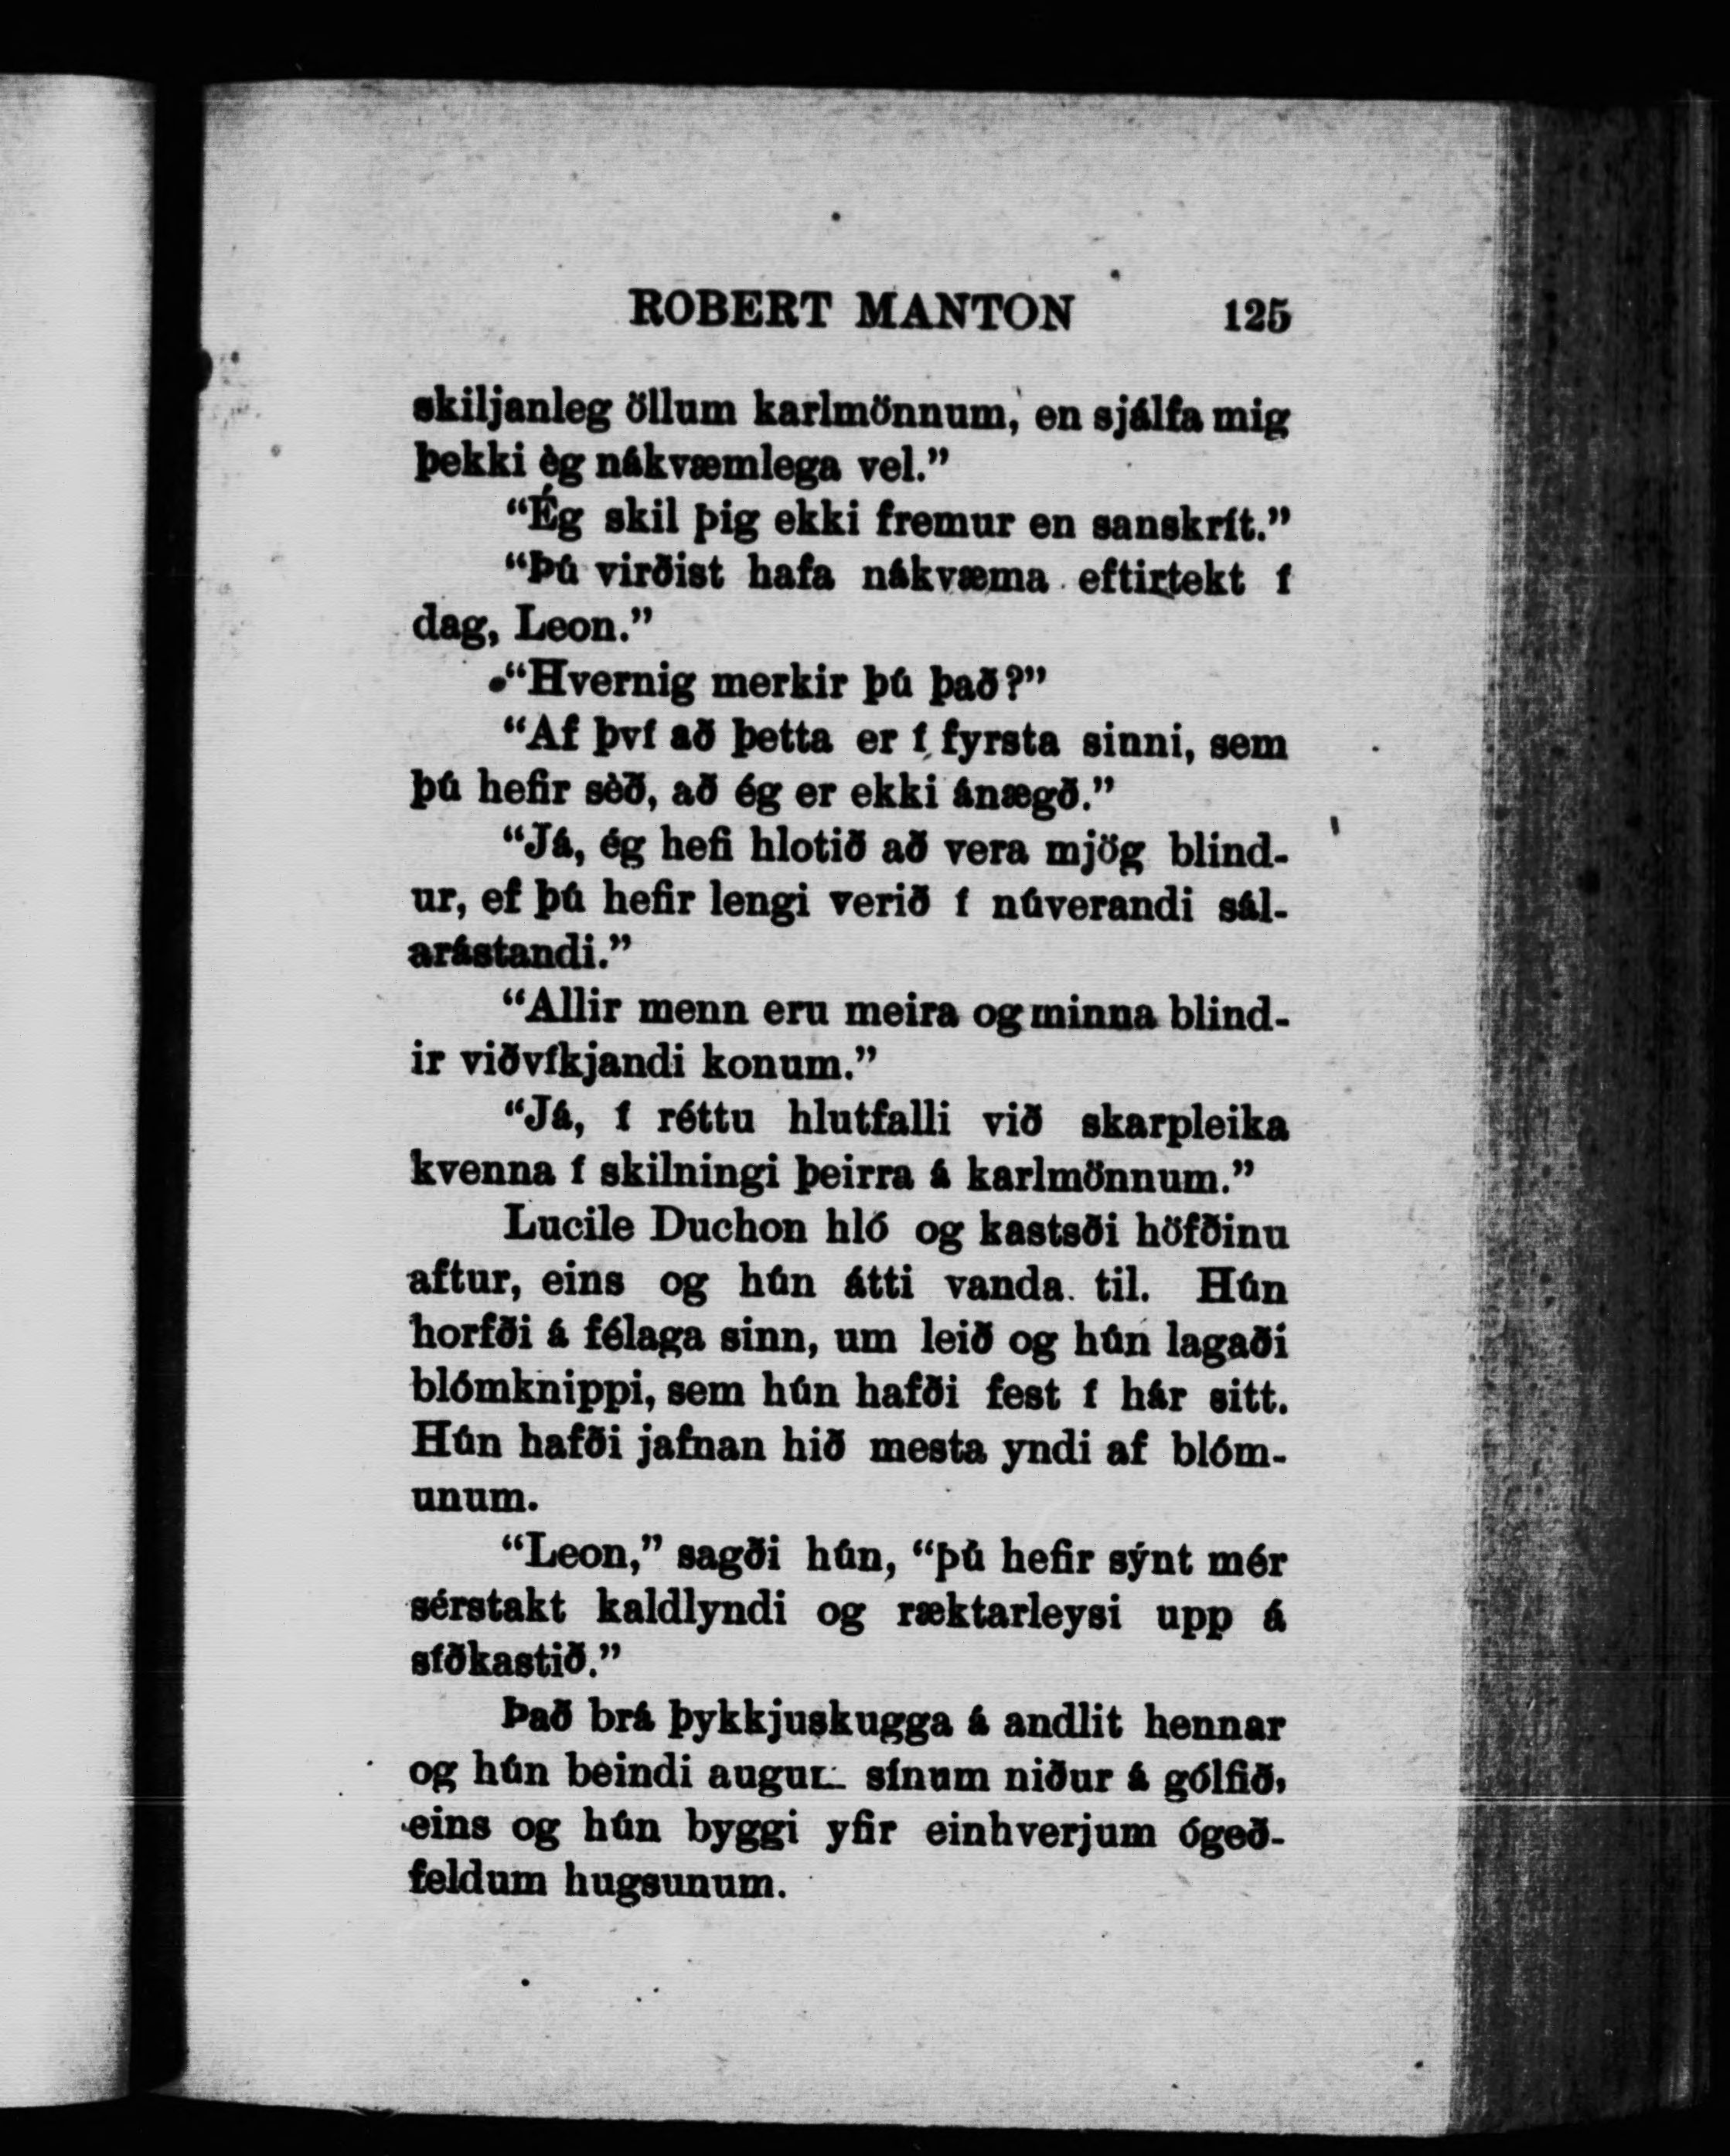 ROBERT MANTON 125
skiljanleg öllum karlmönnum, en sjálfa mig
þekki èg nákvæmlega vel.”
“Ég skil þig ekki fremur en sanskrít.”
“Þú virðist hafa nákvæma eftirtekt í
dag, Leon.”
“Hvernig merkir þú það?”
“Af því að þetta er í fyrsta sinni, sem
þú hefir sèð, að ég er ekki ánægð.”
“Já, ég hefi hlotið að vera mjög blind-
ur, ef þú hefir lengi verið í núverandi sál-
arástandi.”
“Allir menn eru meira og minna blind-
ir viðvíkjandi konum.”
“Já, í réttu hlutfalli við skarpleika
kvenna í skilningi þeirra á karlmönnum.”
Lucile Duchon hló og kastsði höfðinu
aftur, eins og hún átti vanda til. Hún
horfði á félaga sinn, um leið og hún lagaði
blómknippi, sem hún hafði fest í hár sitt.
Hún hafði jafnan hið mesta yndi af blóm-
unum.
“Leon,” sagði hún, “þú hefir sýnt mér
sérstakt kaldlyndi og ræktarleysi upp á
síðkastið.”
Það brá þykkjuskugga á andlit hennar
og hún beindi sínum niður á gólfið,
eins og hún byggi yfir einhverjum ógeð-
feldum hugsunum.